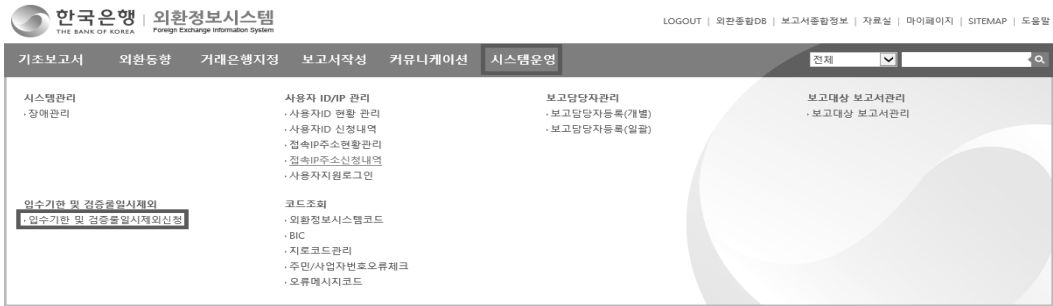 한국은행 | 외환정보시스템
THE BANK OF KOREA Foreign Exchange Information System
LOGOUT | 외환종합DB | 보고서종합정보 | 자료실 | 마이페이지 | SITEMAP | 도움말
기초보고서 외환동향 거래은행지정 보고서작성 커뮤니케이션 시스템운영 전체
시스템관리
·장애관리
사용자 ID/IP 관리
·사용자ID 현황 관리
·사용자ID 신청내역
·접속IP주소현황관리
·접속IP주소신청내역
·사용자지원로그인
보고담당자관리
·보고담당자등록(개별)
·보고담당자등록(일괄)
보고대상 보고서관리
·보고대상 보고서관리
입수기한 및 검증룰일시제외
·입수기한 및 검증룰일시제외신청
코드조회
·외환정보시스템코드
·BIC
·지로코드관리
·주민/사업자번호오류체크
·오류메시지코드